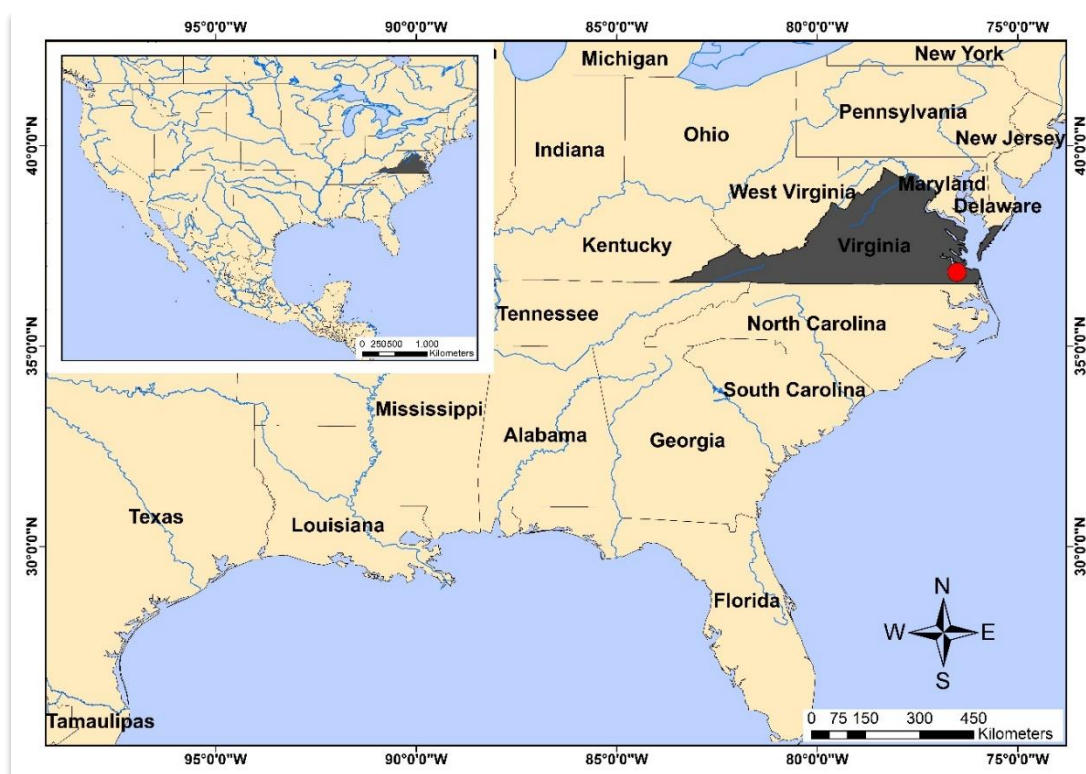 95°0'0"W 90°0'0"W 85°0'0"W 80°0'0"W 75°0'0"W
Michigan
New York
Pennsylvania
40°0'0"N
40°0'0"N
Ohio
New Jersey
Indiana
West Virginia
Maryland
Delaware
Kentucky
Virginia
0 250500 1.000
Kilometers
Tennessee
North Carolina
35°0'0"N
35°0'0"N
South Carolina
Mississippi
Alabama
Georgia
Texas
Louisiana
30°0'0"N
30°0'0"N
Florida
N
W E
S
Tamaulipas
0 75 150 300 450
Kilometers
95°0'0"W 90°0'0"W 85°0'0"W 80°0'0"W 75°0'0"W